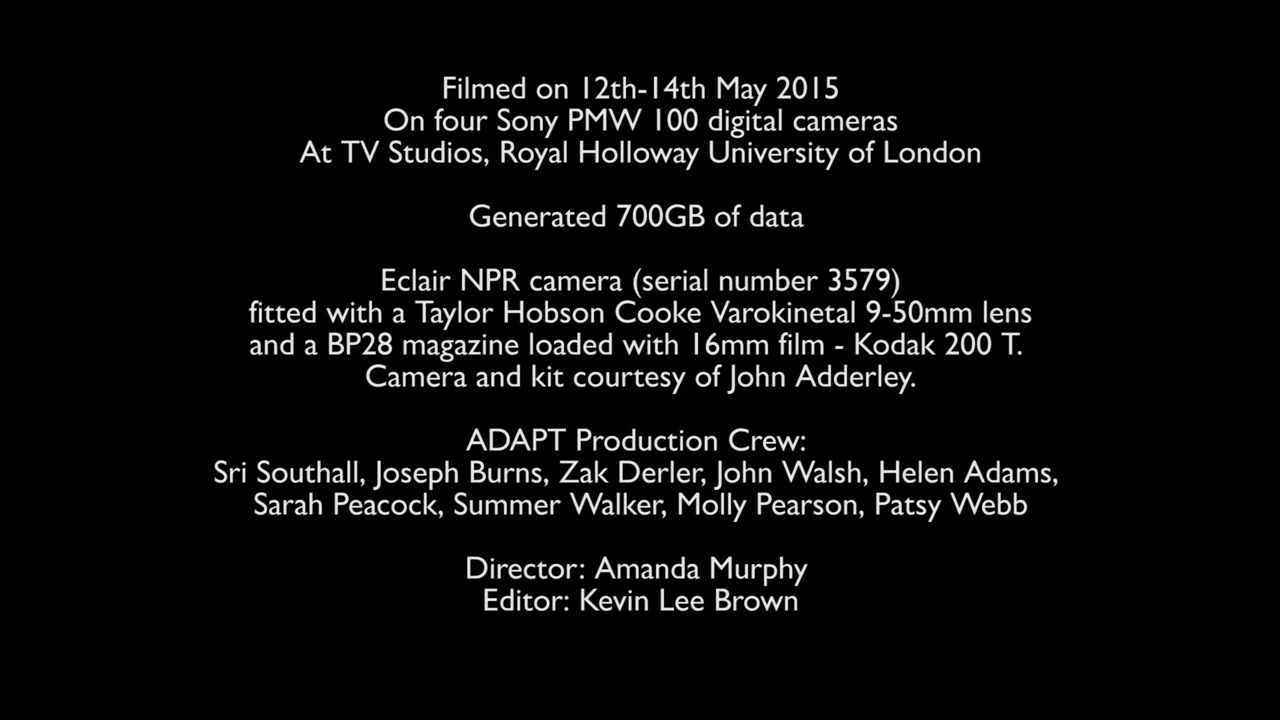 Filmed on 12th-14th May 2015
On four Sony PMW 100 digital cameras
At TV Studios, Royal Holloway University of London
Generated 700GB of data
Eclair NPR camera (serial number 3579)
fitted with a Taylor Hobson Cooke Varokinetal 9-50mm lens
and a BP28 magazine loaded with 16mm film - Kodak 200 T.
Camera and kit courtesy of John Adderley.
ADAPT Production Crew:
Sri Southall, Joseph Burns, Zak Derler, John Walsh, Helen Adams,
Sarah Peacock, Summer Walker, Molly Pearson, Patsy Webb
Director: Amanda Murphy
Editor: Kevin Lee Brown